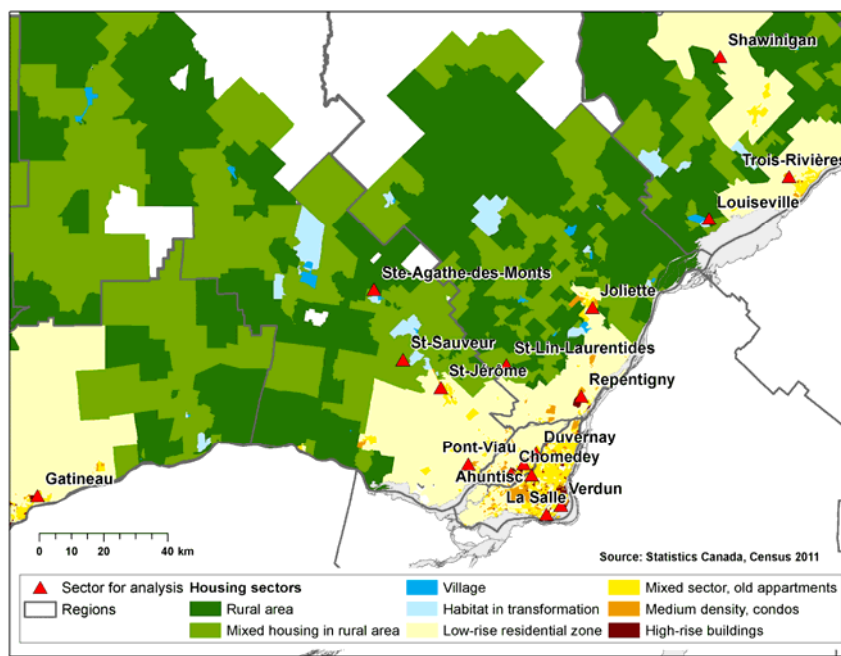 Shawinigan
Trois-Rivières
Louiseville
Ste-Agathe-des-Monts
Joliette
St-Sauveur
St-Lin-Laurentides
St-Jérôme
Repentigny
Duvernay
Pont-Viau
Chomedey
Gatineau
Ahuntisc
Verdun
La Salle
0 10 20 40 km
Source: Statistics Canada, Census 2011
Sector for analysis
Regions
Housing sectors
Rural area
Mixed housing in rural area
Village
Habitat in transformation
Low-rise residential zone
Mixed sector, old appartments
Medium density, condos
High-rise buildings